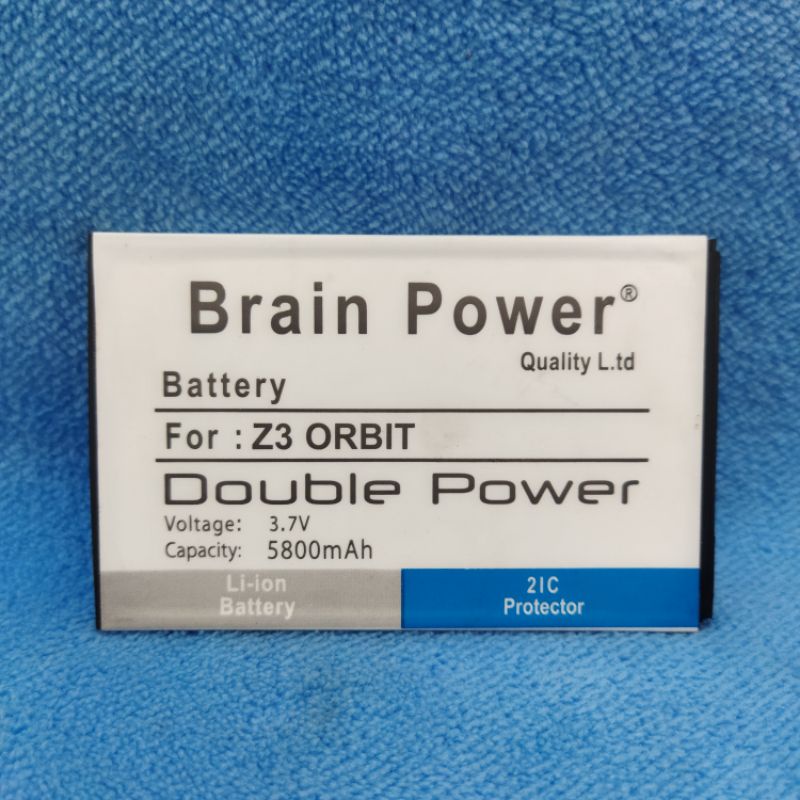 Brain Power®
Quality L.td
Battery
For : Z3 ORBIT
Double Power
Voltage: 3.7V
Capacity: 5800mAh
Li-ion
Battery
2IC
Protector